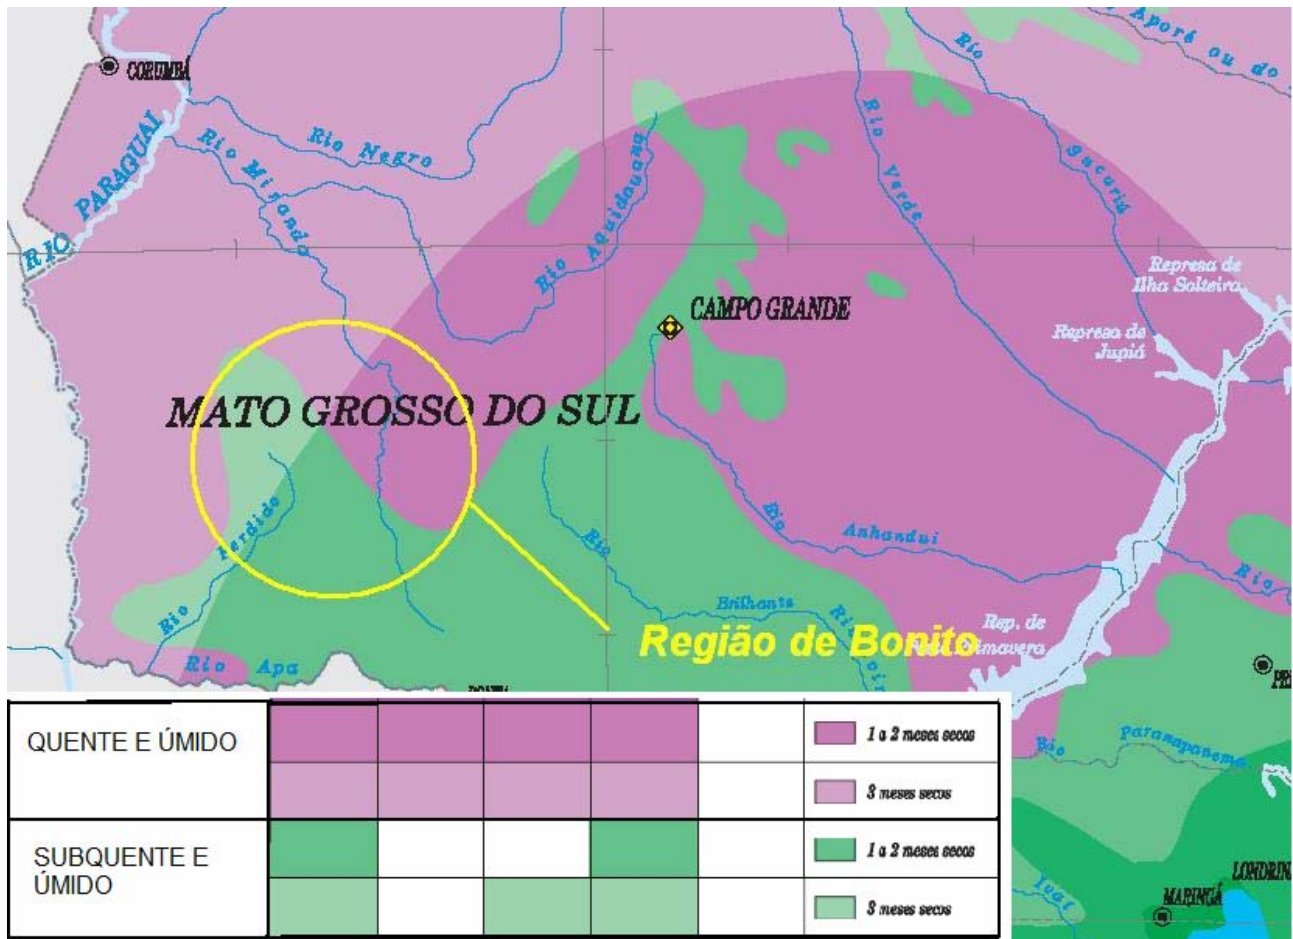 Aporé ou do
Rio
CORUMBÁ
PARAGUAI
RIO
Rio Negro
Rio Miranda
Rio Aquidauana
Rio Verde
Sucuriú
Represa de
Ilha Solteira
CAMPO GRANDE
Represa de
Jupiá
MATO GROSSO DO SUL
Rio Perdido
Rio
Anhandui
Rio
Brilhante
Rio
Rep. de
Primavera
Região de Bonito
Rio Apa
Rio
Rio
Paranapanema
QUENTE E ÚMIDO
1 a 2 meses secos
3 meses secos
SUBQUENTE E
ÚMIDO
1 a 2 meses secos
3 meses secos
LONDRIN
MARINGÁ
Ivaí